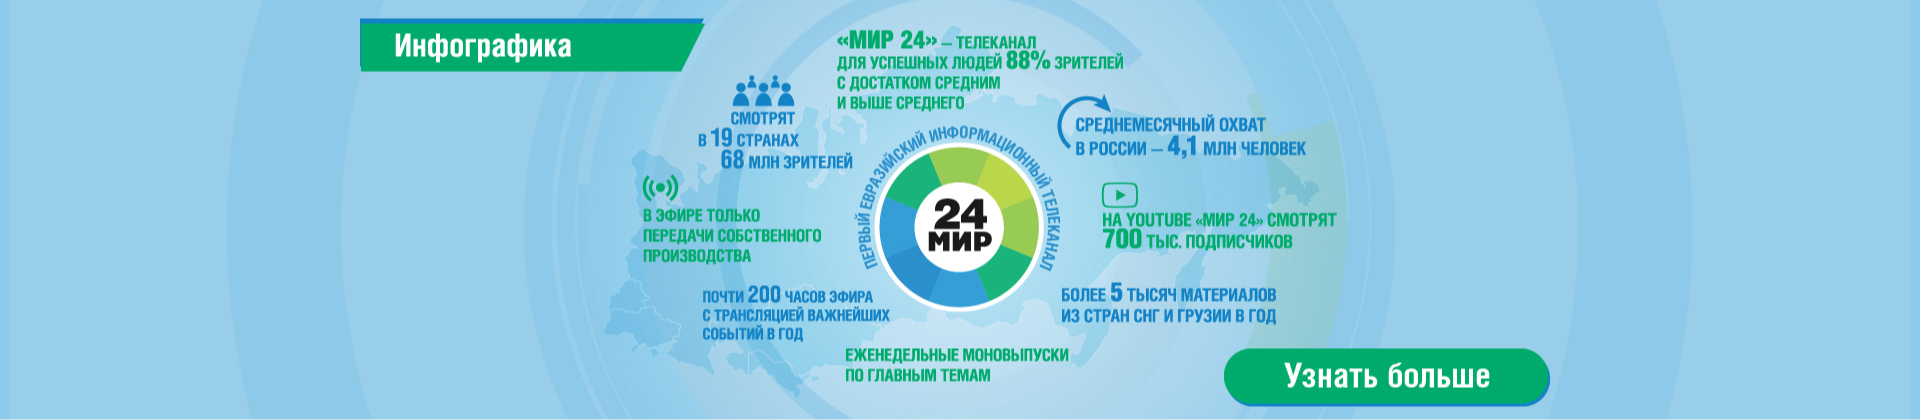 Инфографика
«МИР 24» – ТЕЛЕКАНАЛ
ДЛЯ УСПЕШНЫХ ЛЮДЕЙ 88% ЗРИТЕЛЕЙ
С ДОСТАТКОМ СРЕДНИМ
И ВЫШЕ СРЕДНЕГО
СМОТРЯТ
В 19 СТРАНАХ
68 МЛН ЗРИТЕЛЕЙ
СРЕДНЕМЕСЯЧНЫЙ ОХВАТ
В РОССИИ – 4,1 МЛН ЧЕЛОВЕК
ПЕРВЫЙ ЕВРАЗИЙСКИЙ ИНФОРМАЦИОННЫЙ ТЕЛЕКАНАЛ
24
МИР
В ЭФИРЕ ТОЛЬКО
ПЕРЕДАЧИ СОБСТВЕННОГО
ПРОИЗВОДСТВА
НА YOUTUBE «МИР 24» СМОТРЯТ
700 ТЫС. ПОДПИСЧИКОВ
ПОЧТИ 200 ЧАСОВ ЭФИРА
С ТРАНСЛЯЦИЕЙ ВАЖНЕЙШИХ
СОБЫТИЙ В ГОД
БОЛЕЕ 5 ТЫСЯЧ МАТЕРИАЛОВ
ИЗ СТРАН СНГ И ГРУЗИИ В ГОД
ЕЖЕНЕДЕЛЬНЫЕ МОНОВЫПУСКИ
ПО ГЛАВНЫМ ТЕМАМ
Узнать больше